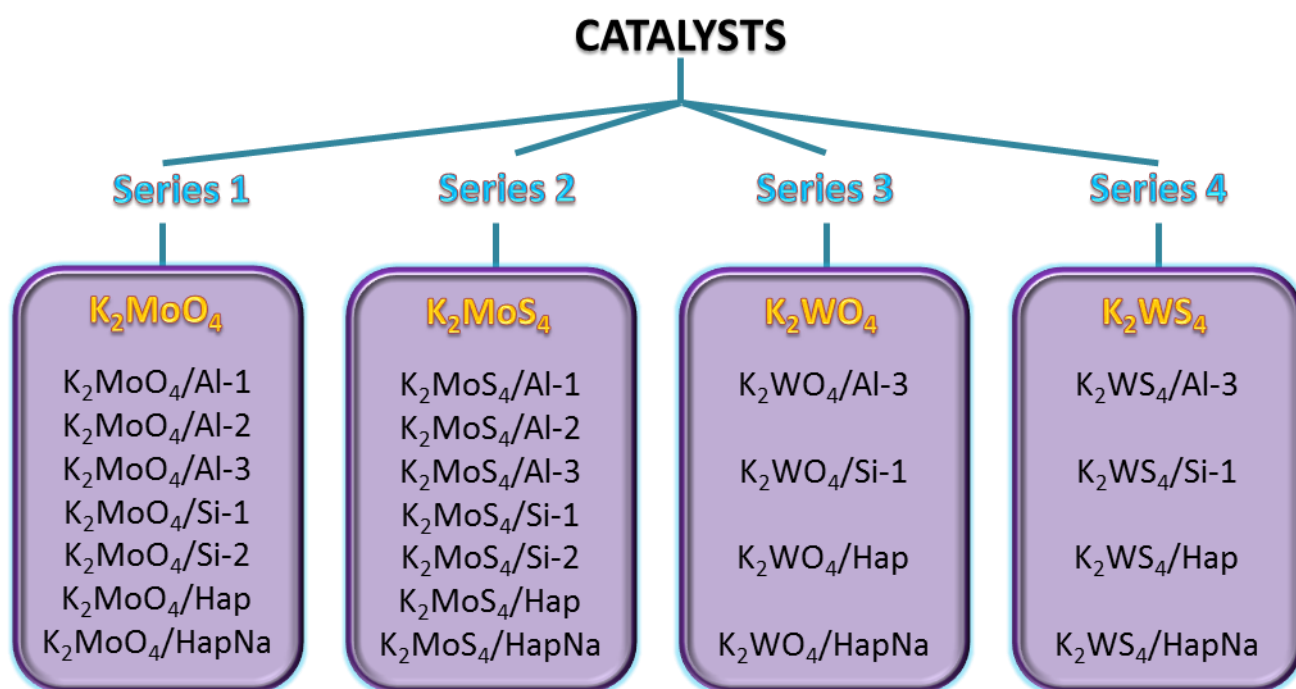 CATALYSTS
Series 1
Series 2
Series 3
Series 4
K₂MoO₄
K₂MoO₄/Al-1
K₂MoO₄/Al-2
K₂MoO₄/Al-3
K₂MoO₄/Si-1
K₂MoO₄/Si-2
K₂MoO₄/Hap
K₂MoO₄/HapNa
K₂MoS₄
K₂MoS₄/Al-1
K₂MoS₄/Al-2
K₂MoS₄/Al-3
K₂MoS₄/Si-1
K₂MoS₄/Si-2
K₂MoS₄/Hap
K₂MoS₄/HapNa
K₂WO₄
K₂WO₄/Al-3
K₂WO₄/Si-1
K₂WO₄/Hap
K₂WO₄/HapNa
K₂WS₄
K₂WS₄/Al-3
K₂WS₄/Si-1
K₂WS₄/Hap
K₂WS₄/HapNa